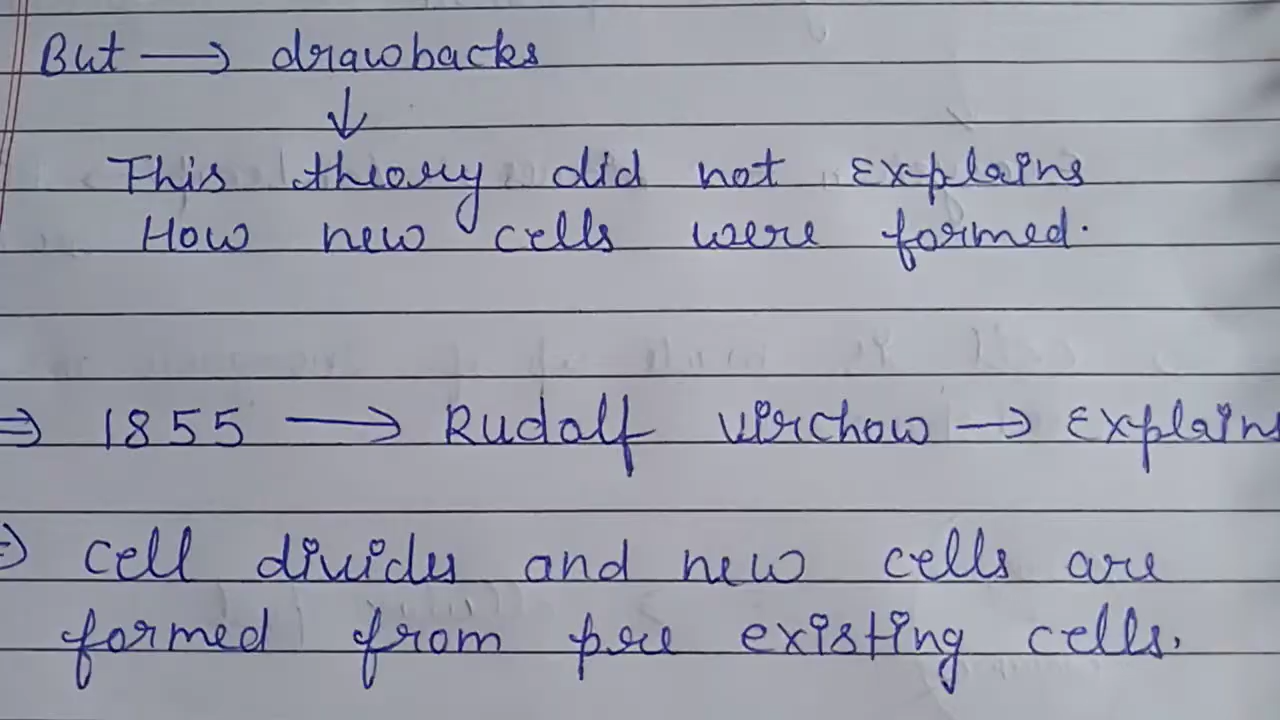 But → drawbacks
↓
This theory did not Explains
How new cells were formed.
⇒ 1855 → Rudolf Virchow → Explains
⇒ cell divides and new cells are
formed from pre existing cells.